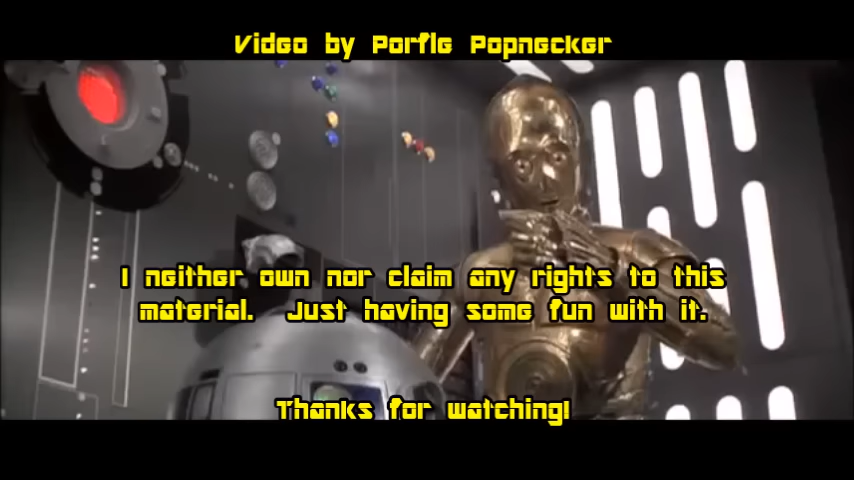 Video by Porfle Popnecker
I neither own nor claim any rights to this
material.  Just having some fun with it.
Thanks for watching!